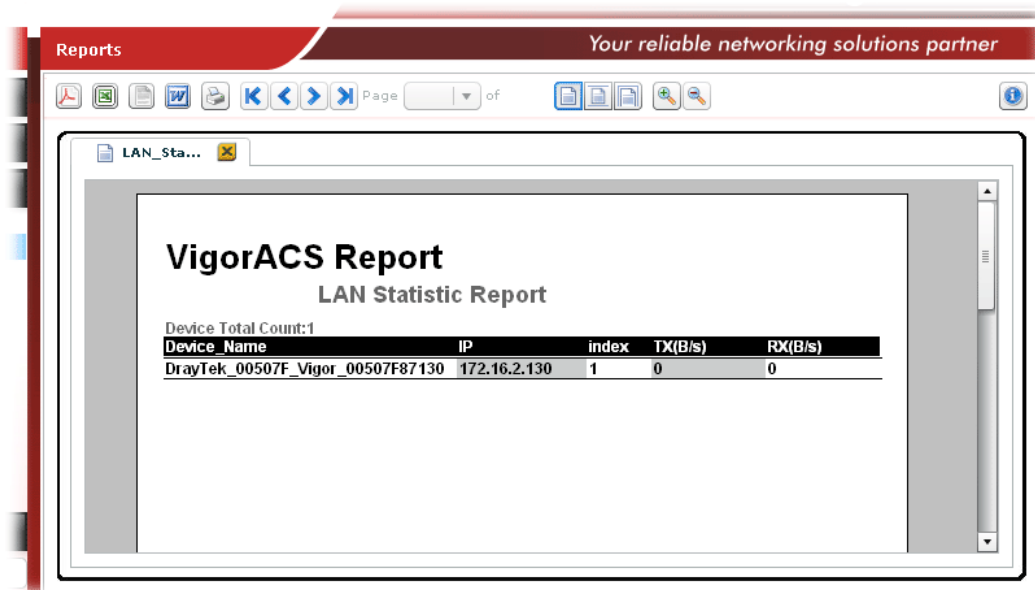 Reports
Your reliable networking solutions partner
Page of
LAN_Sta...
VigorACS Report
LAN Statistic Report
Device Total Count:1
Device_Name IP index TX(B/s) RX(B/s)
DrayTek_00507F_Vigor_00507F87130 172.16.2.130 1 0 0